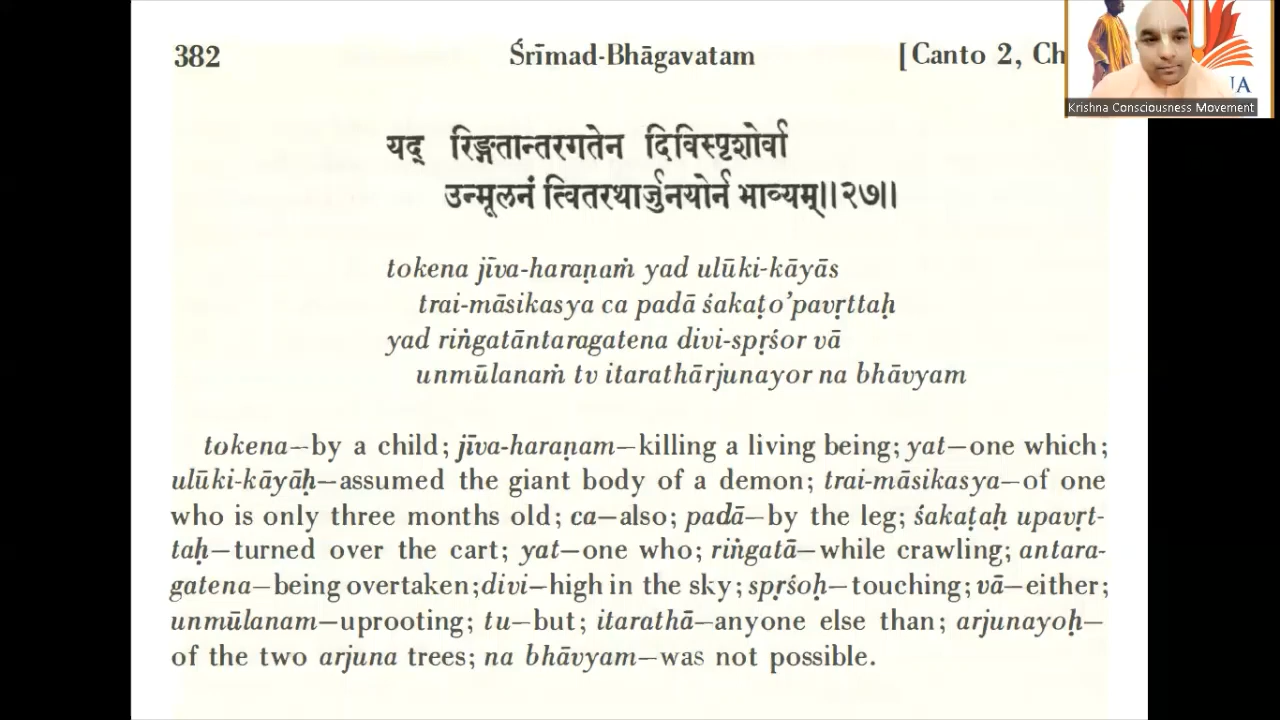 382 Śrīmad-Bhāgavatam [Canto 2, Ch
NA
Krishna Consciousness Movement
यद् रिङ्गतान्तरगतेन दिविस्पृशोर्वा
उन्मूलनं त्वितरथार्जुनयोर्न भाव्यम्॥२७॥
tokena jīva-haraṇaṁ yad ulūki-kāyās
trai-māsikasya ca padā śakaṭo’pavṛttaḥ
yad riṅgatāntaragatena divi-spṛśor vā
unmūlanaṁ tv itarathārjunayor na bhāvyam
tokena—by a child; jīva-haraṇam—killing a living being; yat—one which;
ulūki-kāyāḥ—assumed the giant body of a demon; trai-māsikasya—of one
who is only three months old; ca—also; padā—by the leg; śakaṭaḥ upavṛt-
taḥ—turned over the cart; yat—one who; riṅgatā—while crawling; antara-
gatena—being overtaken; divi—high in the sky; spṛśoḥ—touching; vā—either;
unmūlanam—uprooting; tu—but; itarathā—anyone else than; arjunayoḥ—
of the two arjuna trees; na bhāvyam—was not possible.